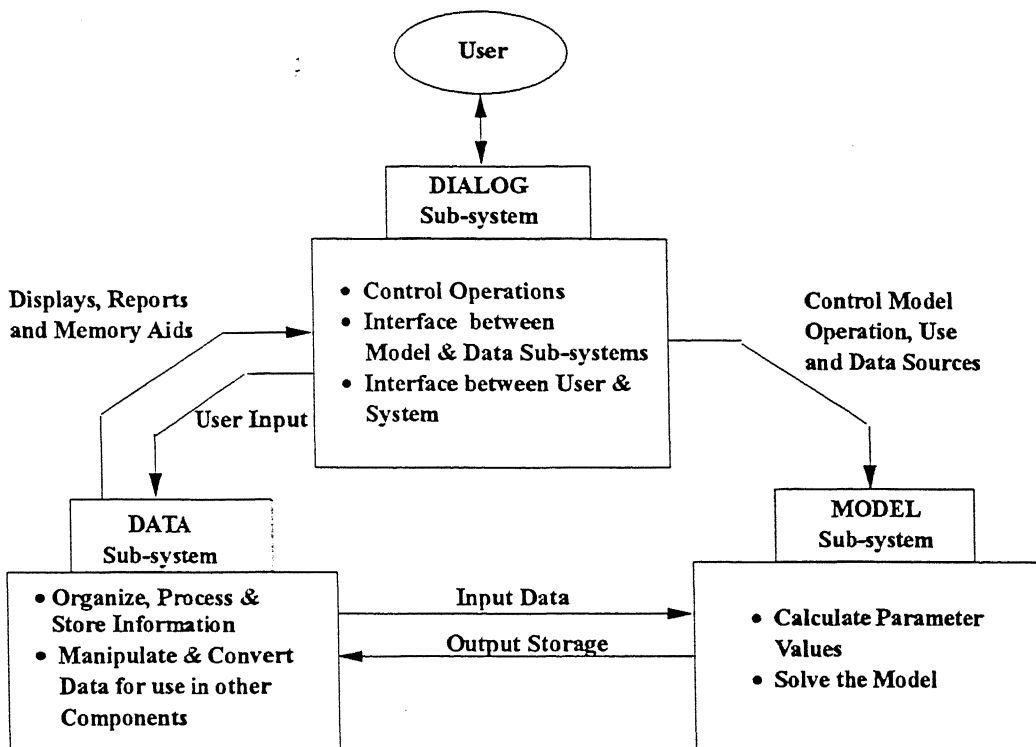 User
DIALOG
Sub-system
• Control Operations
• Interface between
Model & Data Sub-systems
• Interface between User &
System
Displays, Reports
and Memory Aids
Control Model
Operation, Use
and Data Sources
User Input
DATA
Sub-system
• Organize, Process &
Store Information
• Manipulate & Convert
Data for use in other
Components
Input Data
Output Storage
MODEL
Sub-system
• Calculate Parameter
Values
• Solve the Model